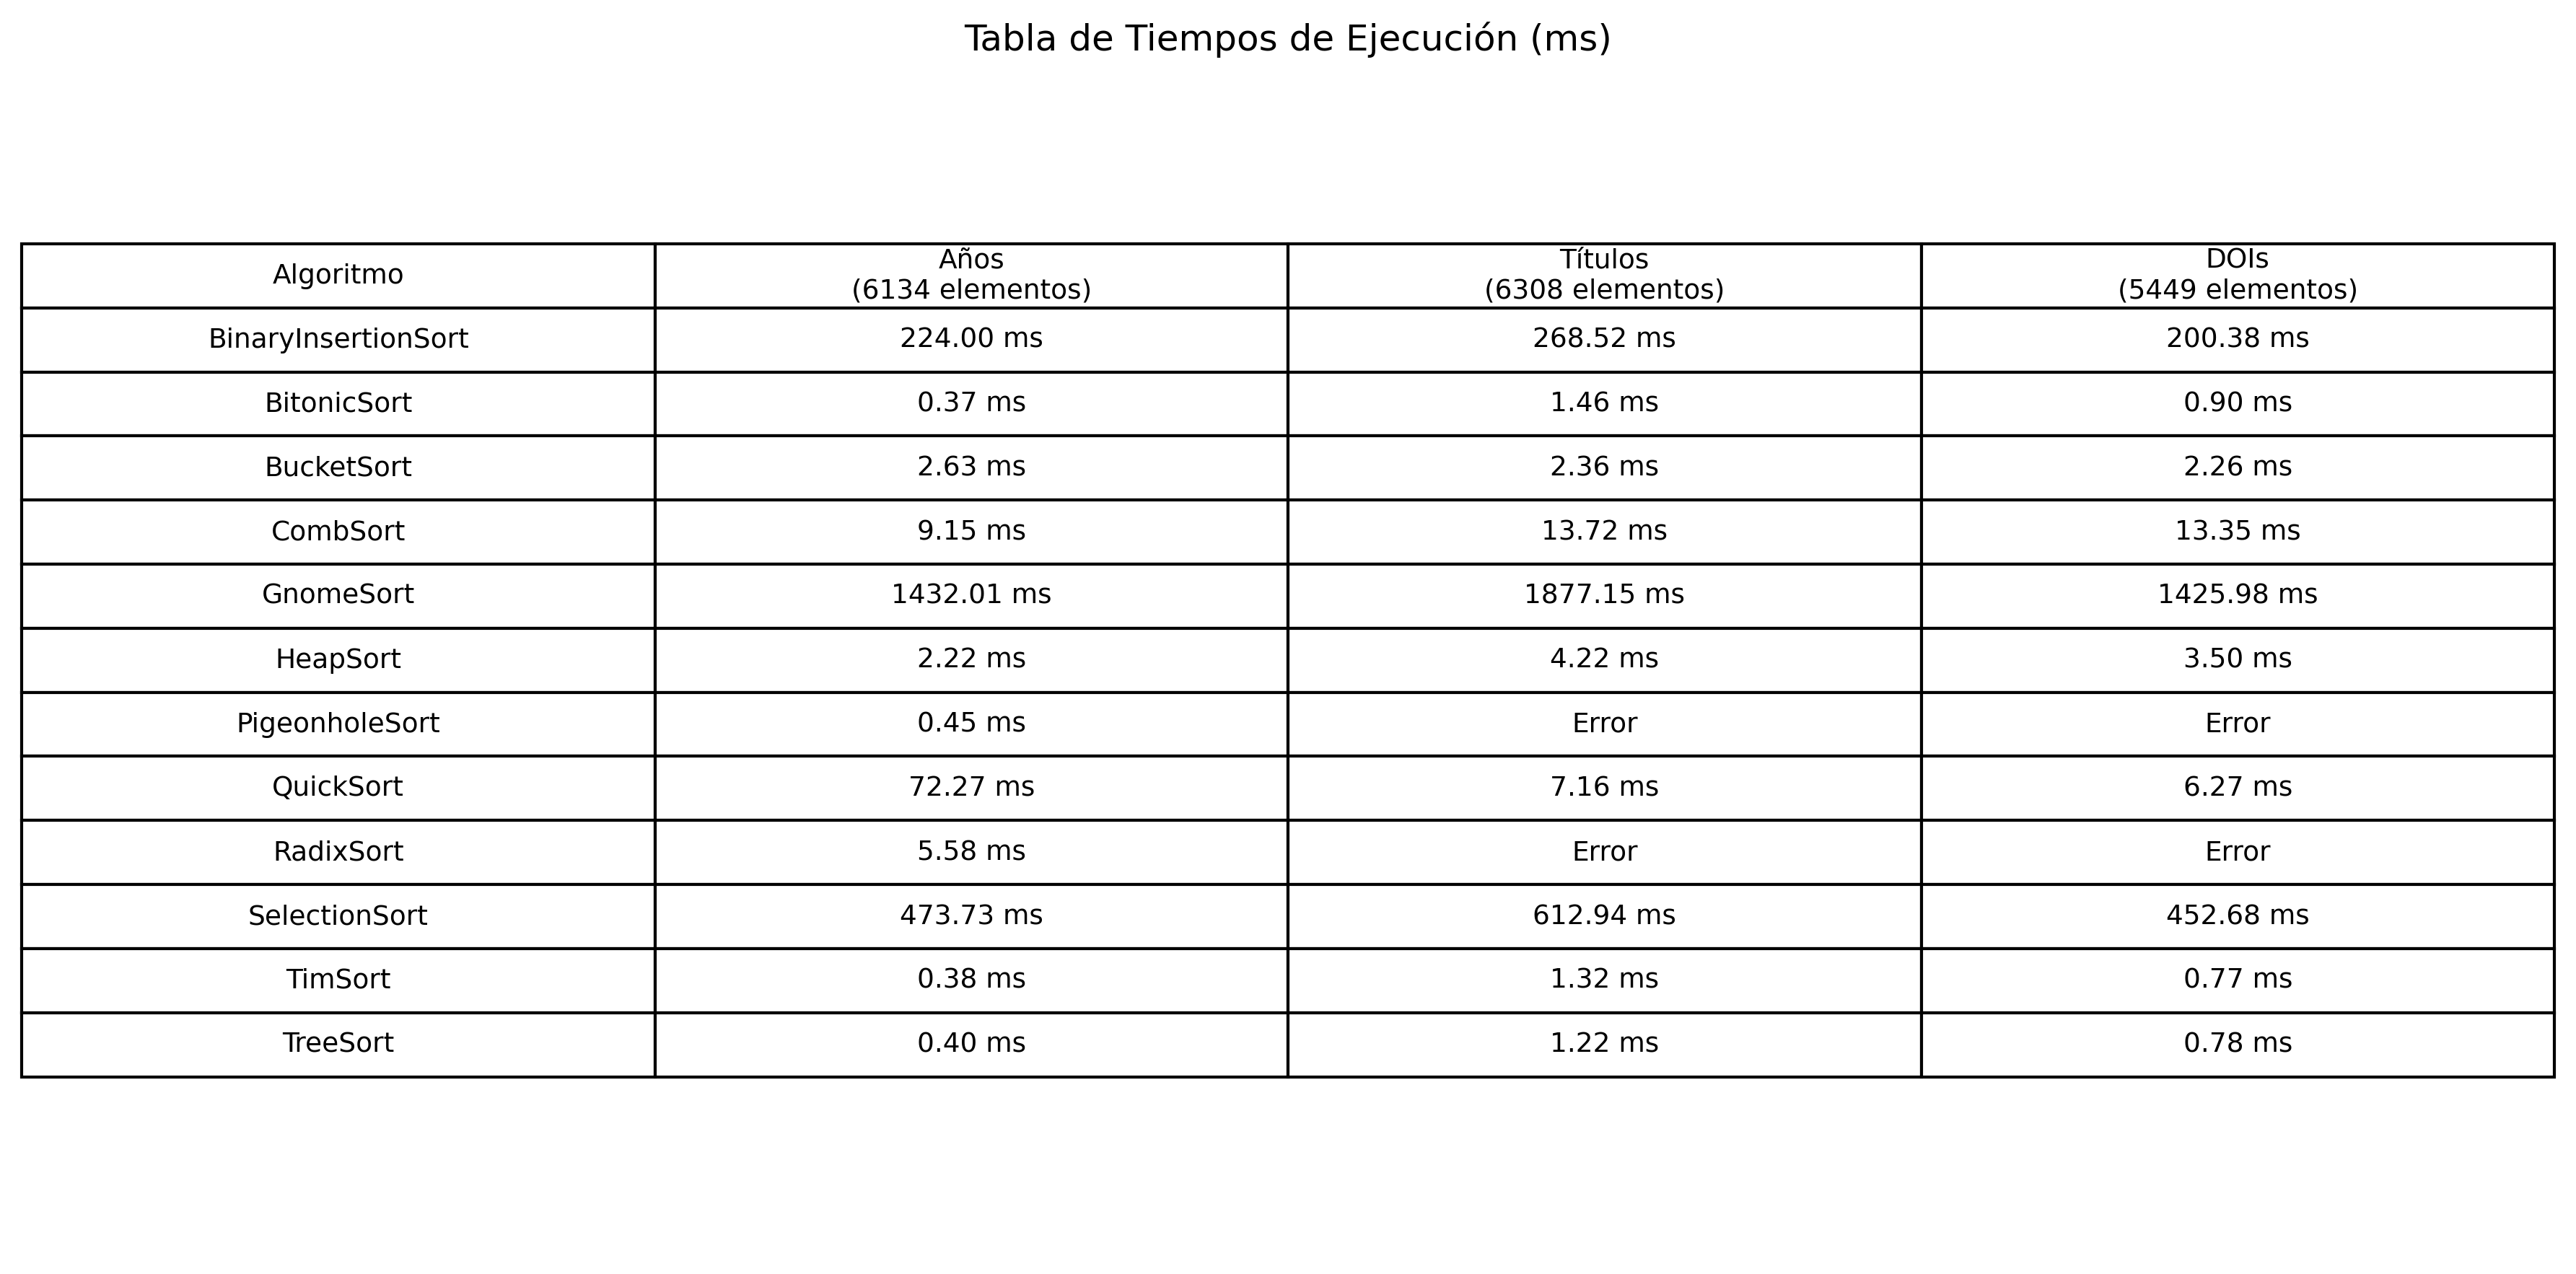 Tabla de Tiempos de Ejecución (ms)
Algoritmo Años (6134 elementos) Títulos (6308 elementos) DOIs (5449 elementos)
BinaryInsertionSort 224.00 ms 268.52 ms 200.38 ms
BitonicSort 0.37 ms 1.46 ms 0.90 ms
BucketSort 2.63 ms 2.36 ms 2.26 ms
CombSort 9.15 ms 13.72 ms 13.35 ms
GnomeSort 1432.01 ms 1877.15 ms 1425.98 ms
HeapSort 2.22 ms 4.22 ms 3.50 ms
PigeonholeSort 0.45 ms Error Error
QuickSort 72.27 ms 7.16 ms 6.27 ms
RadixSort 5.58 ms Error Error
SelectionSort 473.73 ms 612.94 ms 452.68 ms
TimSort 0.38 ms 1.32 ms 0.77 ms
TreeSort 0.40 ms 1.22 ms 0.78 ms